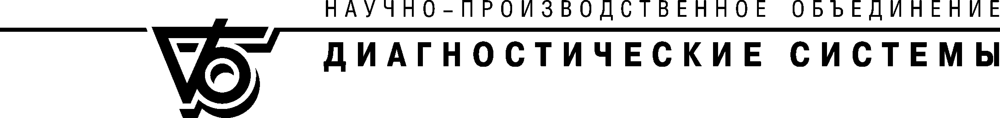 НАУЧНО–ПРОИЗВОДСТВЕННОЕ ОБЪЕДИНЕНИЕ
ДИАГНОСТИЧЕСКИЕ СИСТЕМЫ